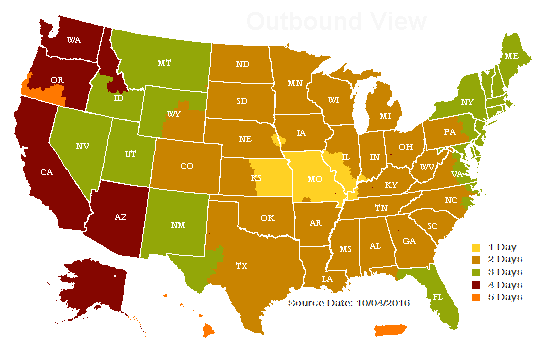 Outbound View
WA
MT
ND
MN
ME
OR
ID
SD
WI
MI
NY
WY
IA
NE
PA
NV
UT
CO
IL
IN
OH
WV
VA
CA
KS
MO
KY
NC
AZ
NM
OK
AR
TN
SC
TX
LA
MS
AL
GA
FL
1 Day
2 Days
3 Days
4 Days
5 Days
Source Date: 10/04/2016